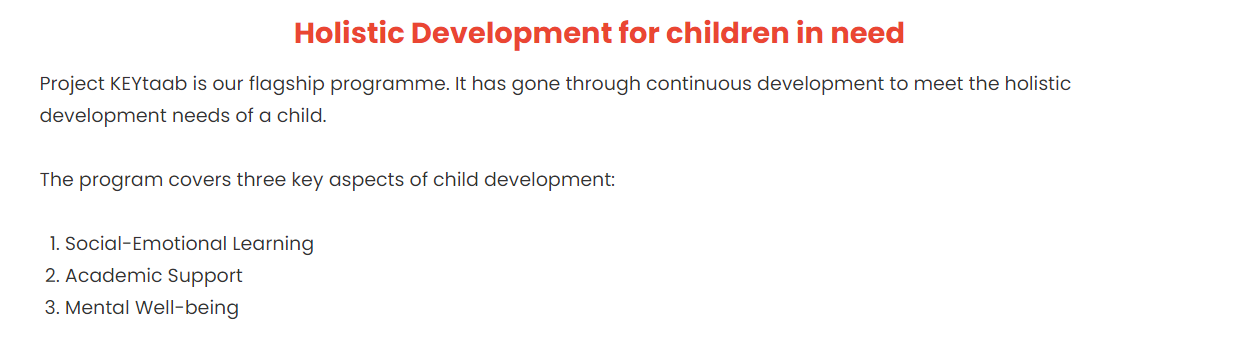 Holistic Development for children in need
Project KEYtaab is our flagship programme. It has gone through continuous development to meet the holistic
development needs of a child.
The program covers three key aspects of child development:
1. Social-Emotional Learning
2. Academic Support
3. Mental Well-being